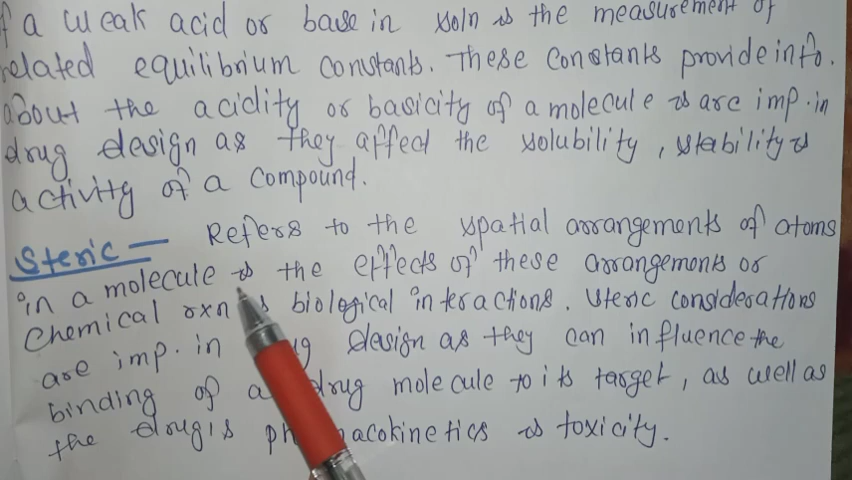 f a weak acid or base in soln & the measurement of
related equilibrium constants. These constants provide info.
about the acidity or basicity of a molecule & are imp. in
drug design as they affect the solubility, stability &
activity of a compound.
Steric — Refers to the spatial arrangements of atoms
in a molecule & the effects of these arrangements or
chemical rxn & biological interactions. Steric considerations
are imp. in design as they can influence the
binding of a drug molecule to its target, as well as
the drug's pharmacokinetics & toxicity.